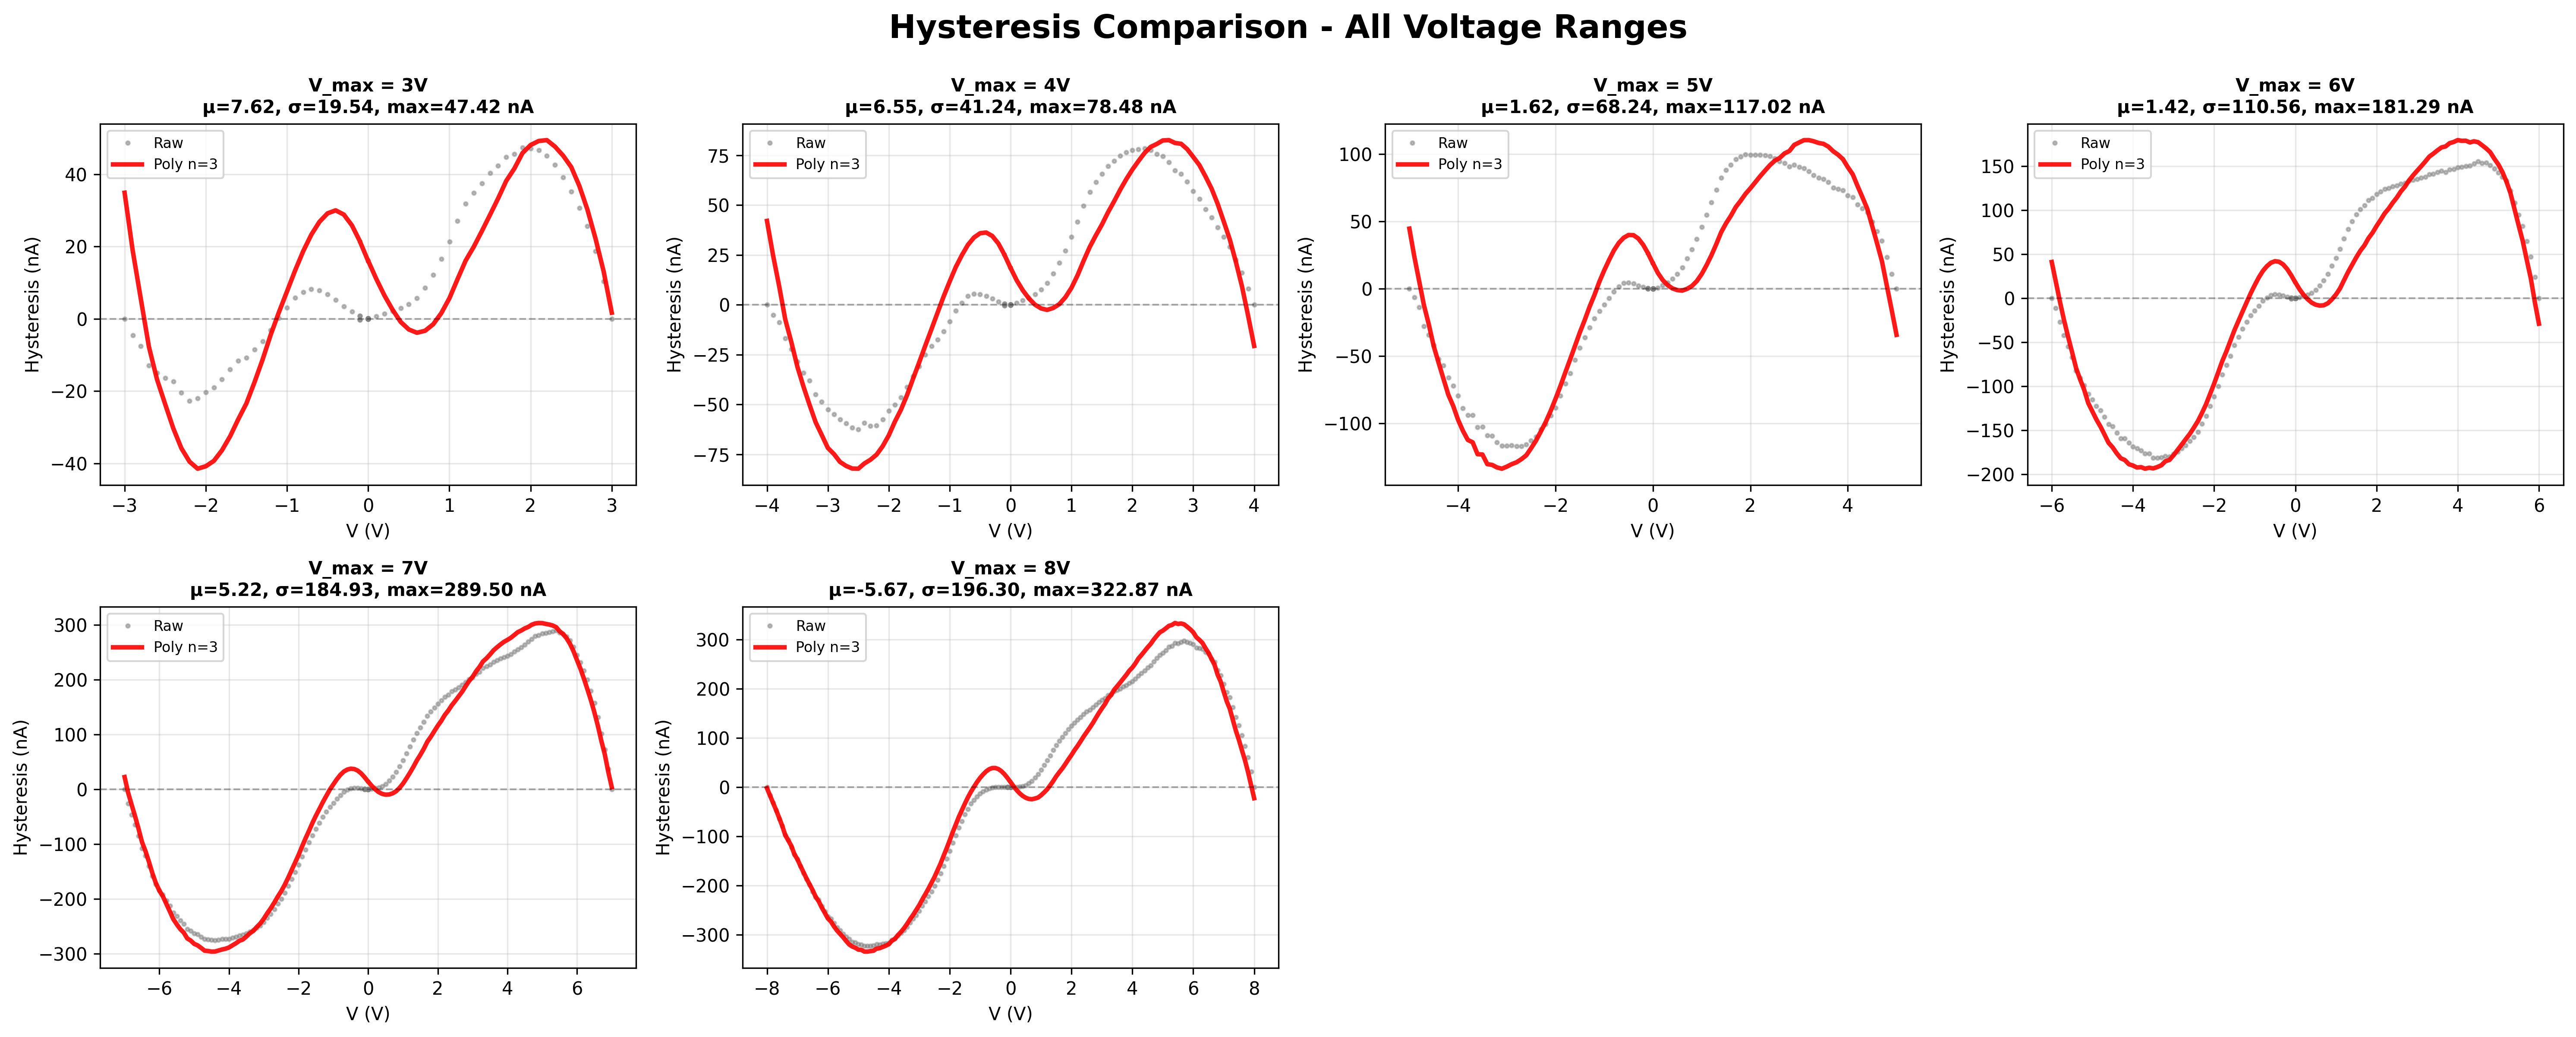 Hysteresis Comparison - All Voltage Ranges
V_max = 3V
μ=7.62, σ=19.54, max=47.42 nA
Raw
Poly n=3
Hysteresis (nA)
40
20
0
−20
−40
−3 −2 −1 0 1 2 3
V (V)
V_max = 4V
μ=6.55, σ=41.24, max=78.48 nA
Raw
Poly n=3
Hysteresis (nA)
75
50
25
0
−25
−50
−75
−4 −3 −2 −1 0 1 2 3 4
V (V)
V_max = 5V
μ=1.62, σ=68.24, max=117.02 nA
Raw
Poly n=3
Hysteresis (nA)
100
50
0
−50
−100
−4 −2 0 2 4
V (V)
V_max = 6V
μ=1.42, σ=110.56, max=181.29 nA
Raw
Poly n=3
Hysteresis (nA)
150
100
50
0
−50
−100
−150
−200
−6 −4 −2 0 2 4 6
V (V)
V_max = 7V
μ=5.22, σ=184.93, max=289.50 nA
Raw
Poly n=3
Hysteresis (nA)
300
200
100
0
−100
−200
−300
−6 −4 −2 0 2 4 6
V (V)
V_max = 8V
μ=-5.67, σ=196.30, max=322.87 nA
Raw
Poly n=3
Hysteresis (nA)
300
200
100
0
−100
−200
−300
−8 −6 −4 −2 0 2 4 6 8
V (V)